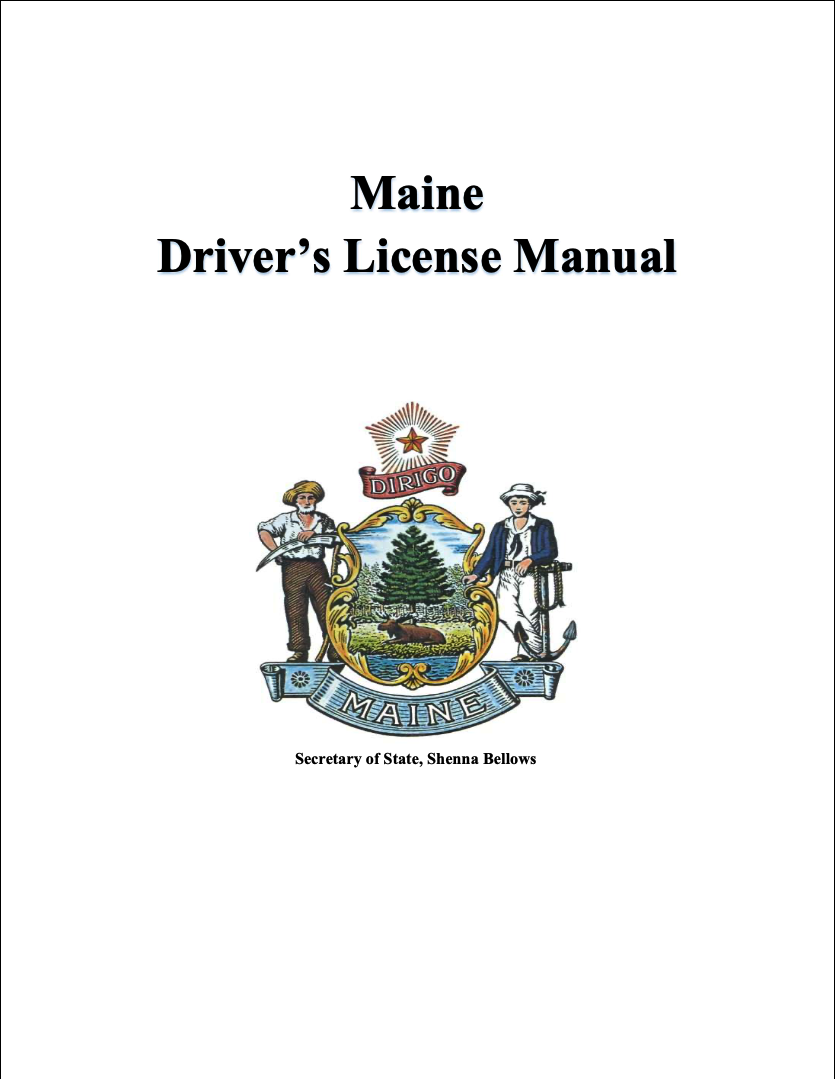 Maine
Driver’s License Manual
DIRIGO
MAINE
Secretary of State, Shenna Bellows